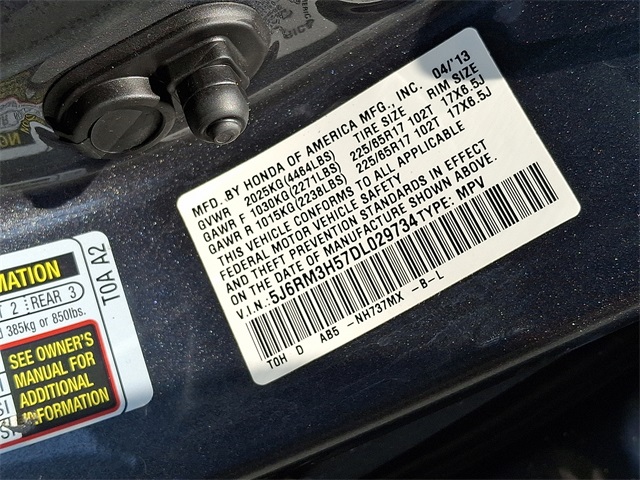 MFD. BY HONDA OF AMERICA MFG., INC. 04/'13
GVWR 2025KG(4464LBS) TIRE SIZE RIM SIZE
GAWR F 1030KG(2271LBS) 225/65R17 102T 17X6.5J
GAWR R 1015KG(2238LBS) 225/65R17 102T 17X6.5J
THIS VEHICLE CONFORMS TO ALL APPLICABLE
FEDERAL MOTOR VEHICLE SAFETY
AND THEFT PREVENTION STANDARDS IN EFFECT
ON THE DATE OF MANUFACTURE SHOWN ABOVE.
V.I.N.:5J6RM3H57DL029734 TYPE: MPV
TOH D AB5 -NH737MX -B-L
MATION
T0A A2
T 2 REAR 3
d 385kg or 850lbs.
SEE OWNER'S
MANUAL FOR
ADDITIONAL
INFORMATION